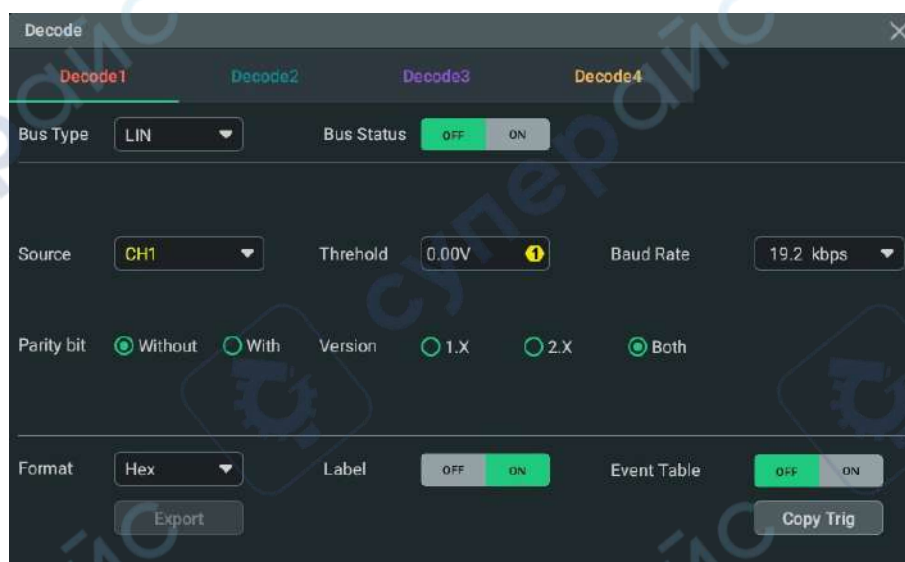 Decode
Decode1 Decode2 Decode3 Decode4
Bus Type LIN Bus Status OFF ON
Source CH1 Threhold 0.00V 1 Baud Rate 19.2 kbps
Parity bit Without With Version 1.X 2.X Both
Format Hex Label OFF ON Event Table OFF ON
Export Copy Trig
суперайс